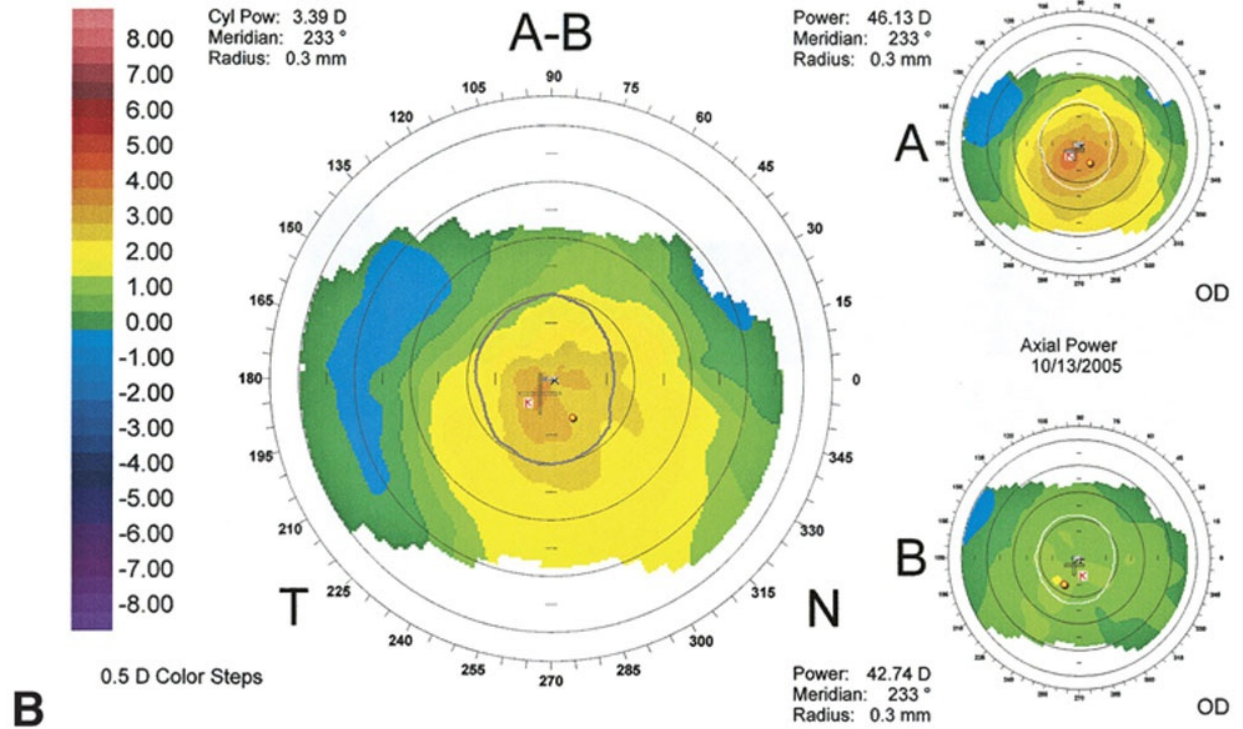 Cyl Pow: 3.39 D
Meridian: 233 °
Radius: 0.3 mm
A-B
Power: 46.13 D
Meridian: 233 °
Radius: 0.3 mm
8.00
7.00
6.00
5.00
4.00
3.00
2.00
1.00
0.00
-1.00
-2.00
-3.00
-4.00
-5.00
-6.00
-7.00
-8.00
0.5 D Color Steps
B
90
75
60
45
30
15
0
345
330
315
300
285
270
255
240
225
210
195
180
165
150
135
120
105
K
T
N
A
K
OD
Axial Power
10/13/2005
B
K
OD
Power: 42.74 D
Meridian: 233 °
Radius: 0.3 mm